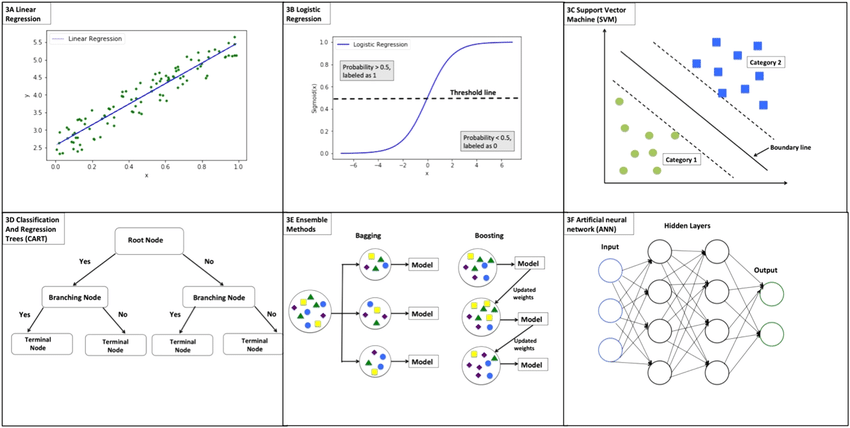 3A Linear
Regression
Linear Regression
5.5
5.0
4.5
4.0
3.5
3.0
2.5
y
0.0 0.2 0.4 0.6 0.8 1.0
x
3B Logistic
Regression
Logistic Regression
1.0
0.8
0.6
0.4
0.2
0.0
Sigmoid(x)
Probability > 0.5,
labeled as 1
Threshold line
Probability < 0.5,
labeled as 0
−6 −4 −2 0 2 4 6
x
3C Support Vector
Machine (SVM)
Category 2
Boundary line
Category 1
3D Classification
And Regression
Trees (CART)
Root Node
Yes
No
Branching Node
Branching Node
Yes
No
Yes
No
Terminal
Node
Terminal
Node
Terminal
Node
Terminal
Node
3E Ensemble
Methods
Bagging
Model
Model
Model
Boosting
Model
Updated
weights
Model
Updated
weights
Model
3F Artificial neural
network (ANN)
Hidden Layers
Input
Output